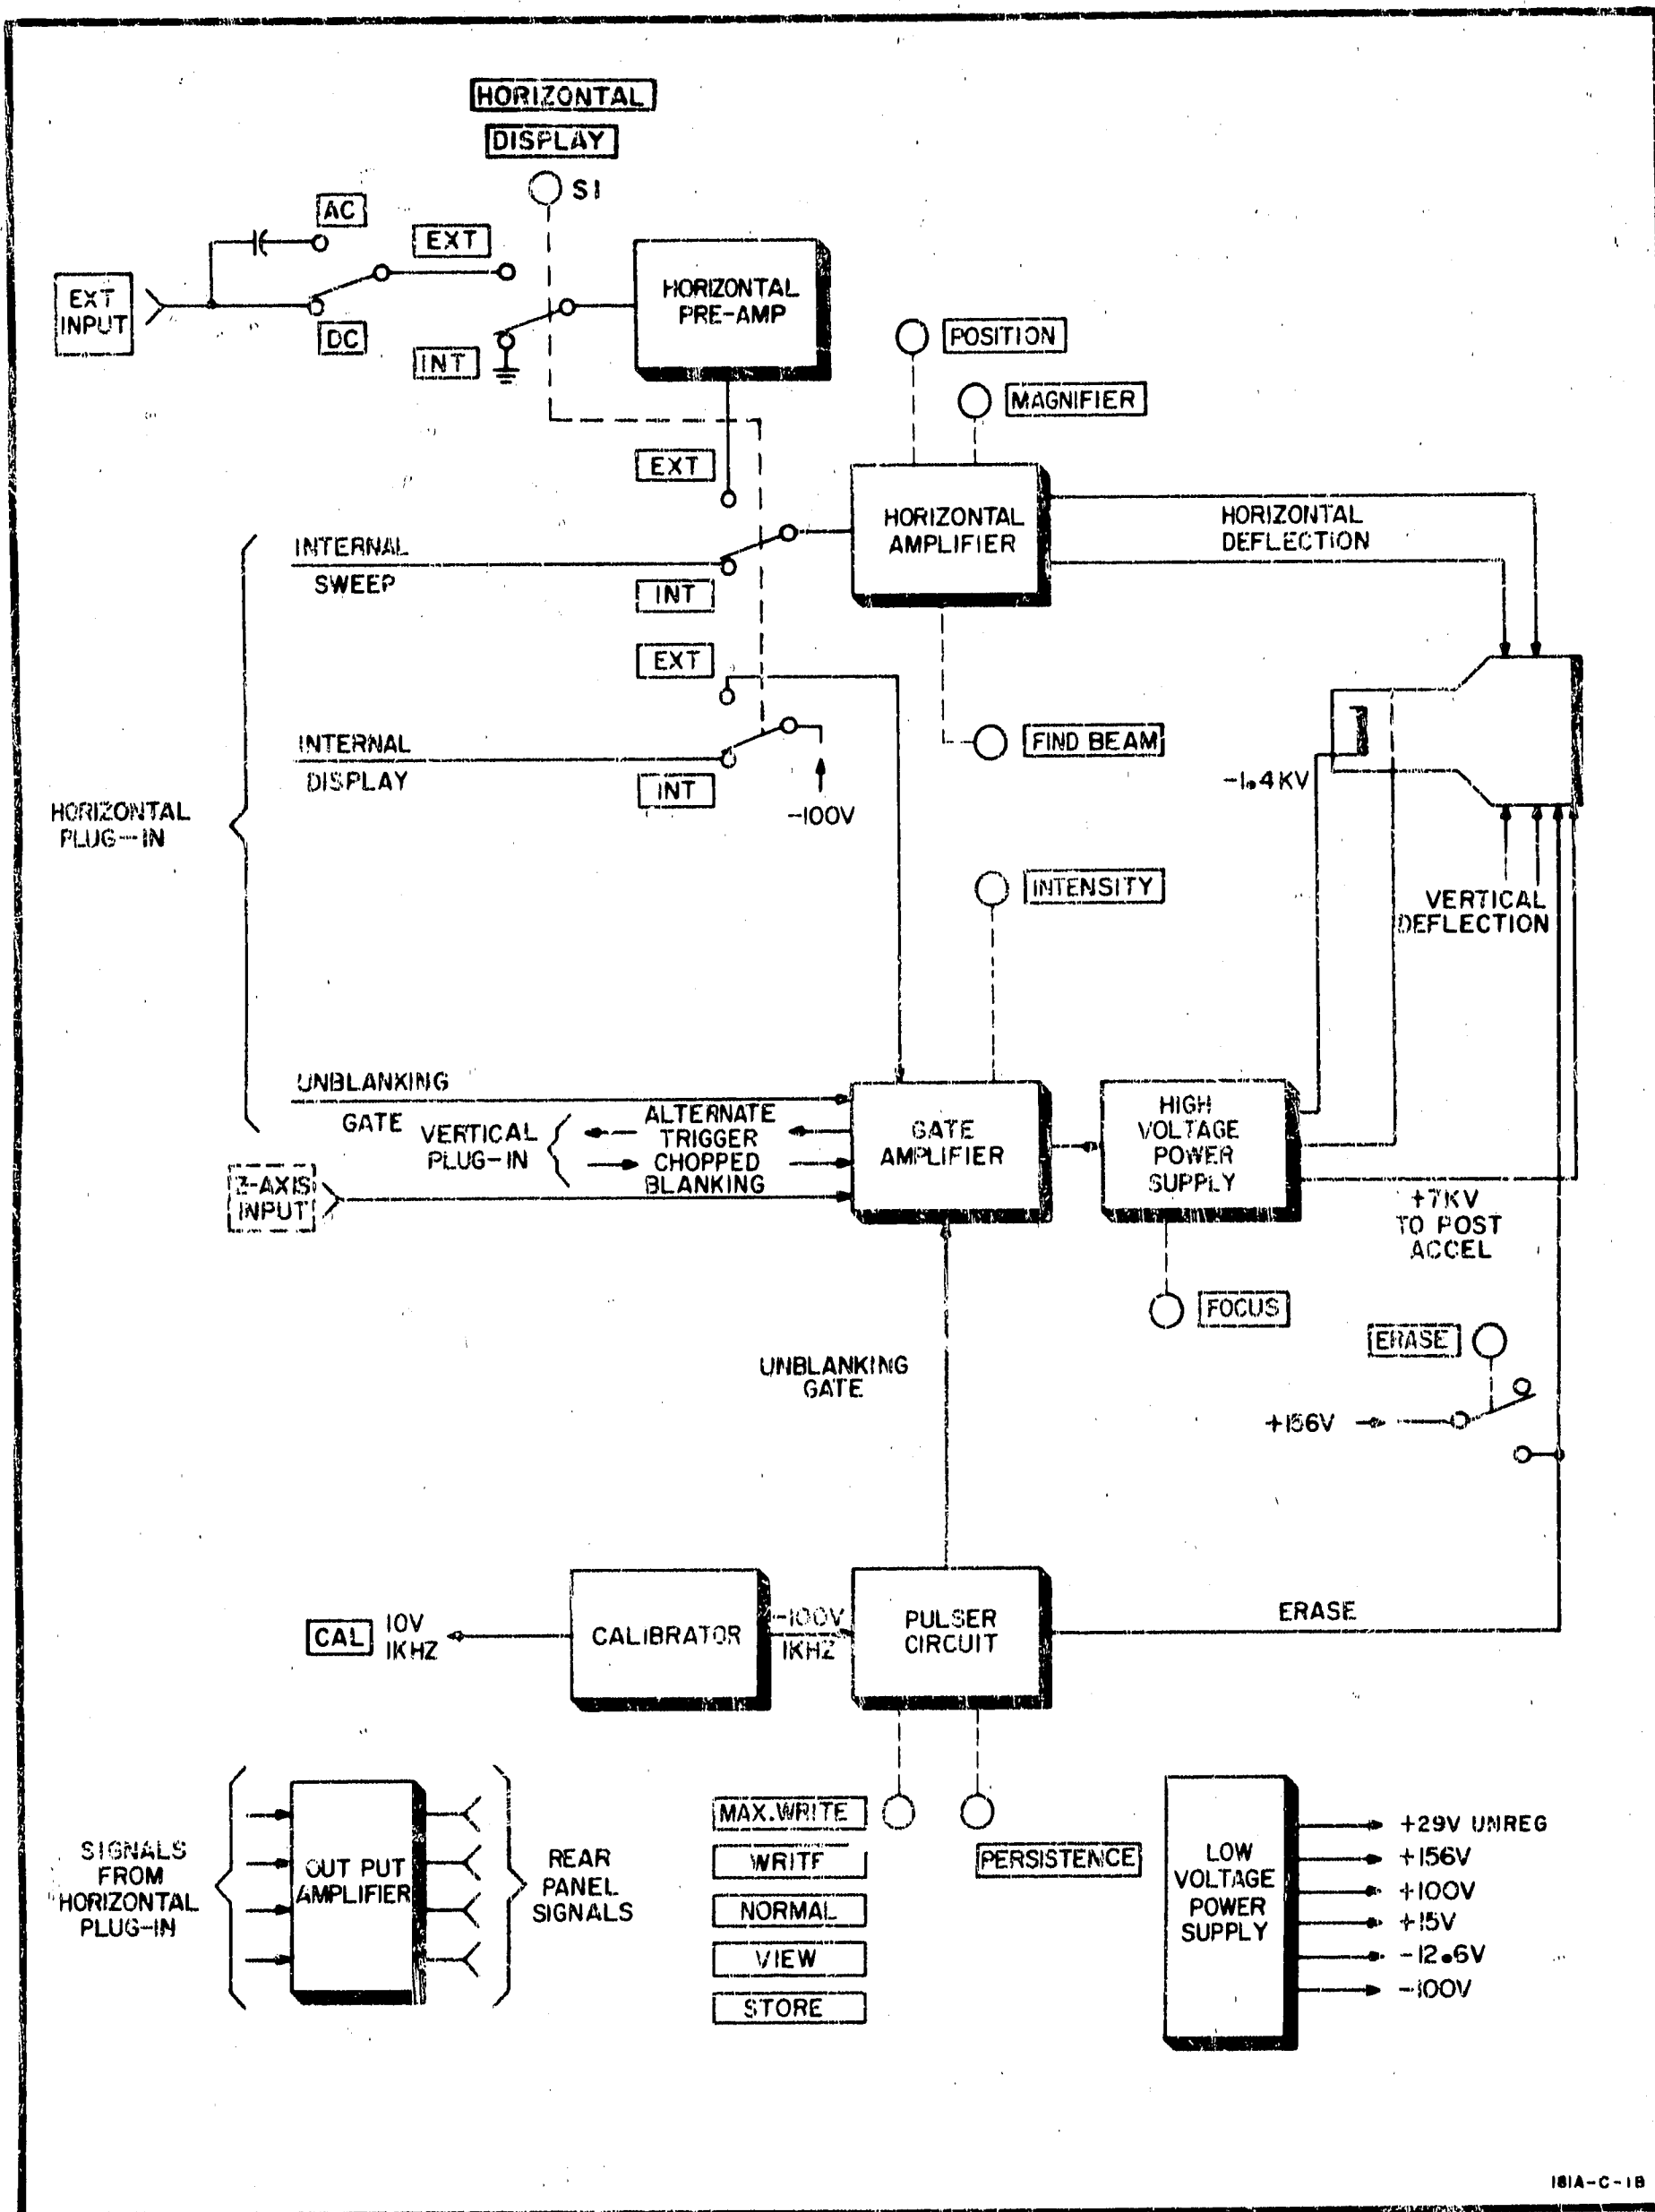 HORIZONTAL
DISPLAY
S1
AC
EXT
EXT
INPUT
DC
INT
HORIZONTAL
PRE-AMP
POSITION
MAGNIFIER
EXT
HORIZONTAL
AMPLIFIER
HORIZONTAL
DEFLECTION
INTERNAL
SWEEP
INT
EXT
FIND BEAM
INTERNAL
DISPLAY
INT
-100V
-1.4KV
HORIZONTAL
PLUG-IN
INTENSITY
VERTICAL
DEFLECTION
UNBLANKING
GATE
VERTICAL
PLUG-IN
ALTERNATE
TRIGGER
CHOPPED
BLANKING
GATE
AMPLIFIER
HIGH
VOLTAGE
POWER
SUPPLY
Z-AXIS
INPUT
+7KV
TO POST
ACCEL
FOCUS
ERASE
+156V
UNBLANKING
GATE
CAL
10V
1KHZ
CALIBRATOR
-100V
1KHZ
PULSER
CIRCUIT
ERASE
SIGNALS
FROM
HORIZONTAL
PLUG-IN
OUT PUT
AMPLIFIER
REAR
PANEL
SIGNALS
MAX.WRITE
WRITE
NORMAL
VIEW
STORE
PERSISTENCE
LOW
VOLTAGE
POWER
SUPPLY
+29V UNREG
+156V
+100V
+15V
-12.6V
-100V
181A-C-1B